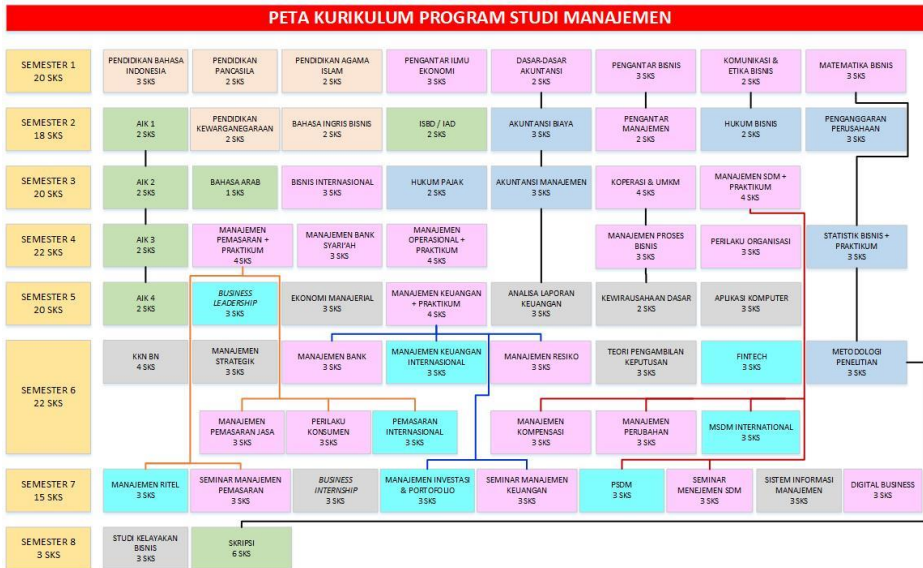 PETA KURIKULUM PROGRAM STUDI MANAJEMEN
SEMESTER 1
20 SKS
PENDIDIKAN BAHASA
INDONESIA
3 SKS
PENDIDIKAN
PANCASILA
2 SKS
PENDIDIKAN AGAMA
ISLAM
2 SKS
PENGANTAR ILMU
EKONOMI
3 SKS
DASAR-DASAR
AKUNTANSI
2 SKS
PENGANTAR BISNIS
3 SKS
KOMUNIKASI &
ETIKA BISNIS
2 SKS
MATEMATIKA BISNIS
3 SKS
SEMESTER 2
18 SKS
AIK 1
2 SKS
PENDIDIKAN
KEWARGANEGARAAN
2 SKS
BAHASA INGRIS BISNIS
2 SKS
ISBD / IAD
2 SKS
AKUNTANSI BIAYA
3 SKS
PENGANTAR
MANAJEMEN
2 SKS
HUKUM BISNIS
2 SKS
PENGANGGARAN
PERUSAHAAN
3 SKS
SEMESTER 3
20 SKS
AIK 2
2 SKS
BAHASA ARAB
1 SKS
BISNIS INTERNASIONAL
3 SKS
HUKUM PAJAK
2 SKS
AKUNTANSI MANAJEMEN
3 SKS
KOPERASI & UMKM
4 SKS
MANAJEMEN SDM +
PRAKTIKUM
4 SKS
SEMESTER 4
22 SKS
AIK 3
2 SKS
MANAJEMEN
PEMASARAN +
PRAKTIKUM
4 SKS
MANAJEMEN BANK
SYARI'AH
3 SKS
MANAJEMEN
OPERASIONAL +
PRAKTIKUM
4 SKS
MANAJEMEN PROSES
BISNIS
3 SKS
PERILAKU ORGANISASI
3 SKS
STATISTIK BISNIS +
PRAKTIKUM
3 SKS
SEMESTER 5
20 SKS
AIK 4
2 SKS
BUSINESS
LEADERSHIP
3 SKS
EKONOMI MANAJERIAL
3 SKS
MANAJEMEN KEUANGAN
+ PRAKTIKUM
4 SKS
ANALISA LAPORAN
KEUANGAN
3 SKS
KEWIRAUSAHAAN DASAR
2 SKS
APLIKASI KOMPUTER
3 SKS
SEMESTER 6
22 SKS
KKN BN
4 SKS
MANAJEMEN
STRATEGIK
3 SKS
MANAJEMEN BANK
3 SKS
MANAJEMEN KEUANGAN
INTERNASIONAL
3 SKS
MANAJEMEN RESIKO
3 SKS
TEORI PENGAMBILAN
KEPUTUSAN
3 SKS
FINTECH
3 SKS
METODOLOGI
PENELITIAN
3 SKS
MANAJEMEN
PEMASARAN JASA
3 SKS
PERILAKU
KONSUMEN
3 SKS
PEMASARAN
INTERNASIONAL
3 SKS
MANAJEMEN
KOMPENSASI
3 SKS
MANAJEMEN
PERUBAHAN
3 SKS
MSDM INTERNATIONAL
3 SKS
SEMESTER 7
15 SKS
MANAJEMEN RITEL
3 SKS
SEMINAR MANAJEMEN
PEMASARAN
3 SKS
BUSINESS
INTERNSHIP
3 SKS
MANAJEMEN INVESTASI
& PORTOFOLIO
3 SKS
SEMINAR MANAJEMEN
KEUANGAN
3 SKS
PSDM
3 SKS
SEMINAR
MENEJEMEN SDM
3 SKS
SISTEM INFORMASI
MANAJEMEN
3 SKS
DIGITAL BUSINESS
3 SKS
SEMESTER 8
3 SKS
STUDI KELAYAKAN
BISNIS
3 SKS
SKRIPSI
6 SKS